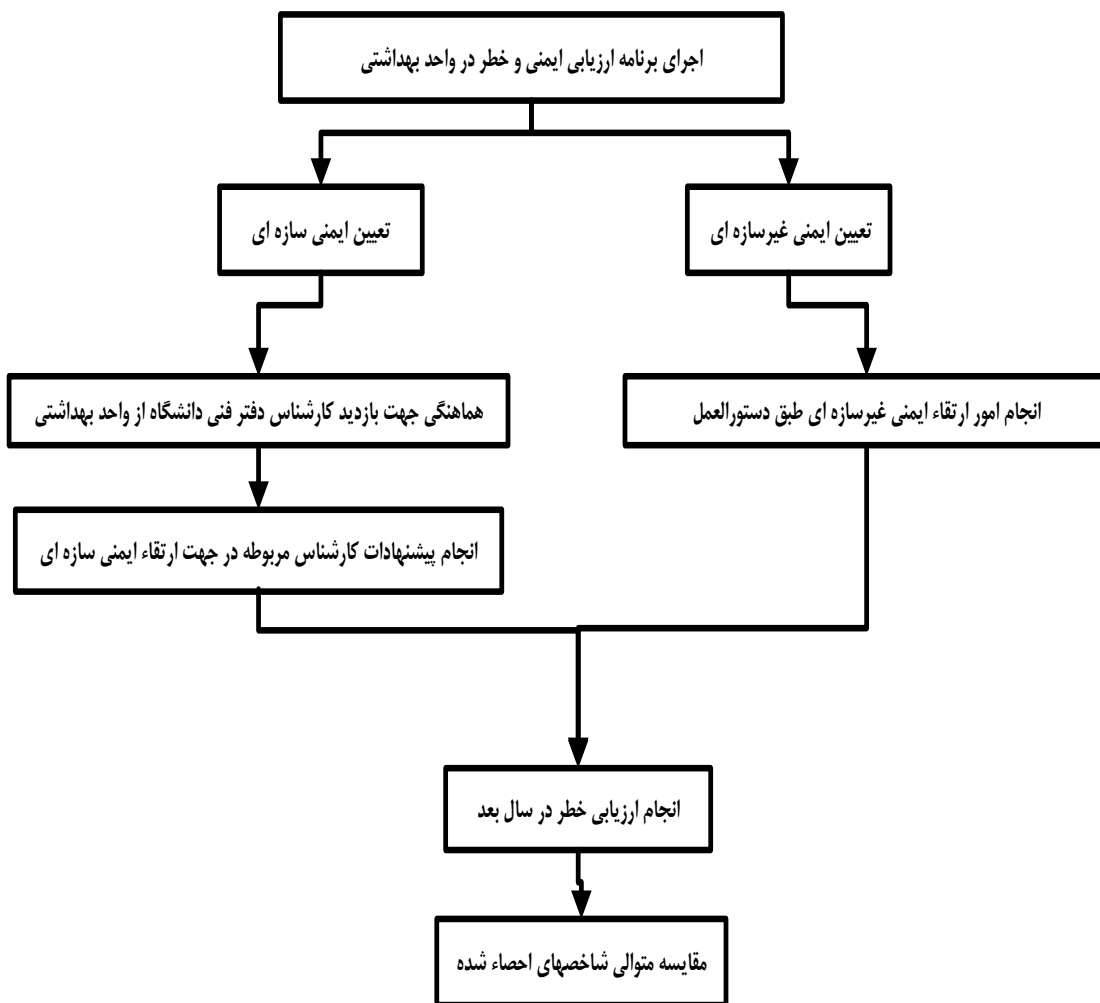 اجرای برنامه ارزیابی ایمنی و خطر در واحد بهداشتی
تعیین ایمنی غیرسازه ای
تعیین ایمنی سازه ای
انجام امور ارتقاء ایمنی غیرسازه ای طبق دستورالعمل
هماهنگی جهت بازدید کارشناس دفتر فنی دانشگاه از واحد بهداشتی
انجام پیشنهادات کارشناس مربوطه در جهت ارتقاء ایمنی سازه ای
انجام ارزیابی خطر در سال بعد
مقایسه متوالی شاخصهای احصاء شده